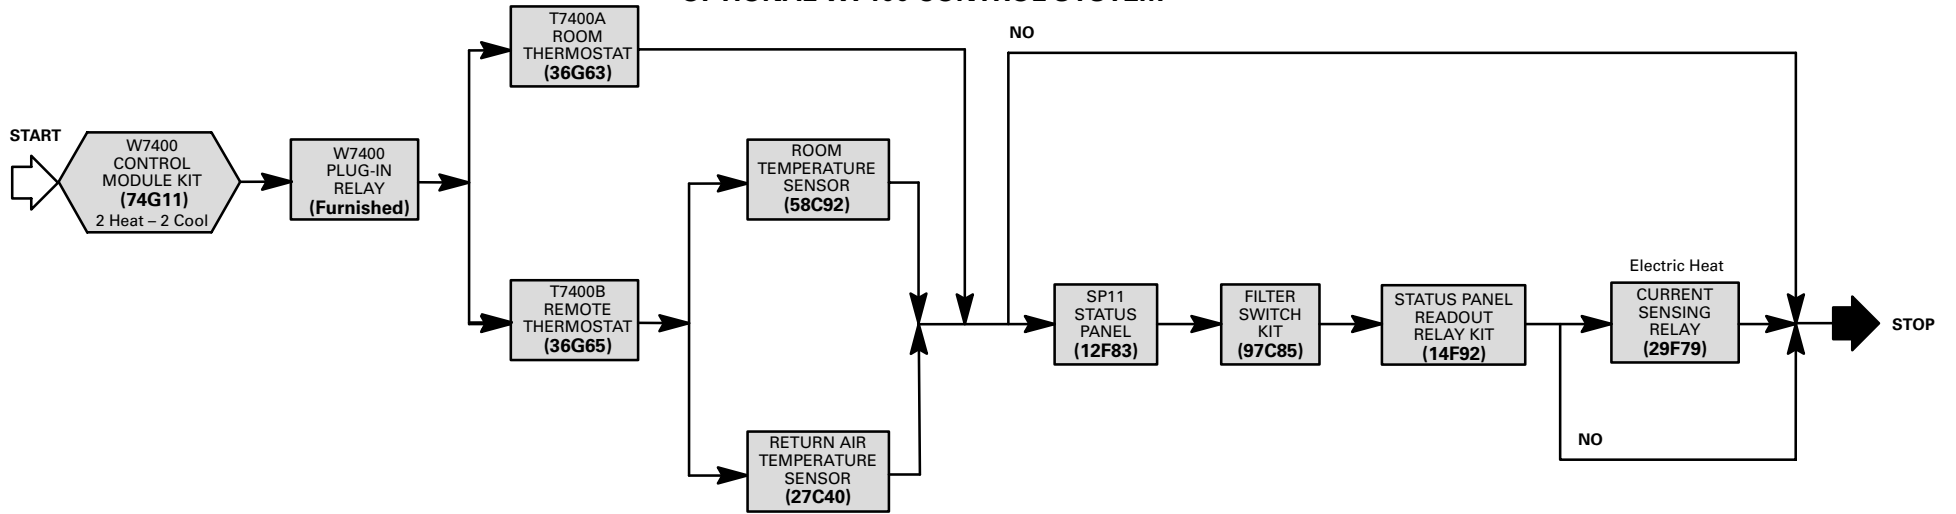 START
W7400
CONTROL
MODULE KIT
(74G11)
2 Heat – 2 Cool
W7400
PLUG-IN
RELAY
(Furnished)
T7400A
ROOM
THERMOSTAT
(36G63)
T7400B
REMOTE
THERMOSTAT
(36G65)
ROOM
TEMPERATURE
SENSOR
(58C92)
RETURN AIR
TEMPERATURE
SENSOR
(27C40)
NO
SP11
STATUS
PANEL
(12F83)
FILTER
SWITCH
KIT
(97C85)
STATUS PANEL
READOUT
RELAY KIT
(14F92)
Electric Heat
CURRENT
SENSING
RELAY
(29F79)
NO
STOP